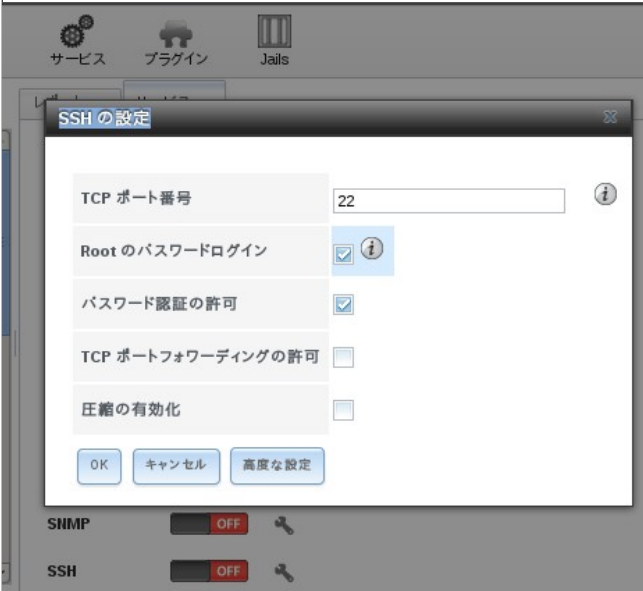 サービス
プラグイン
Jails
SSH の設定
TCP ポート番号
22
Root のパスワードログイン
パスワード認証の許可
TCP ポートフォワーディングの許可
圧縮の有効化
OK
キャンセル
高度な設定
SNMP
OFF
SSH
OFF